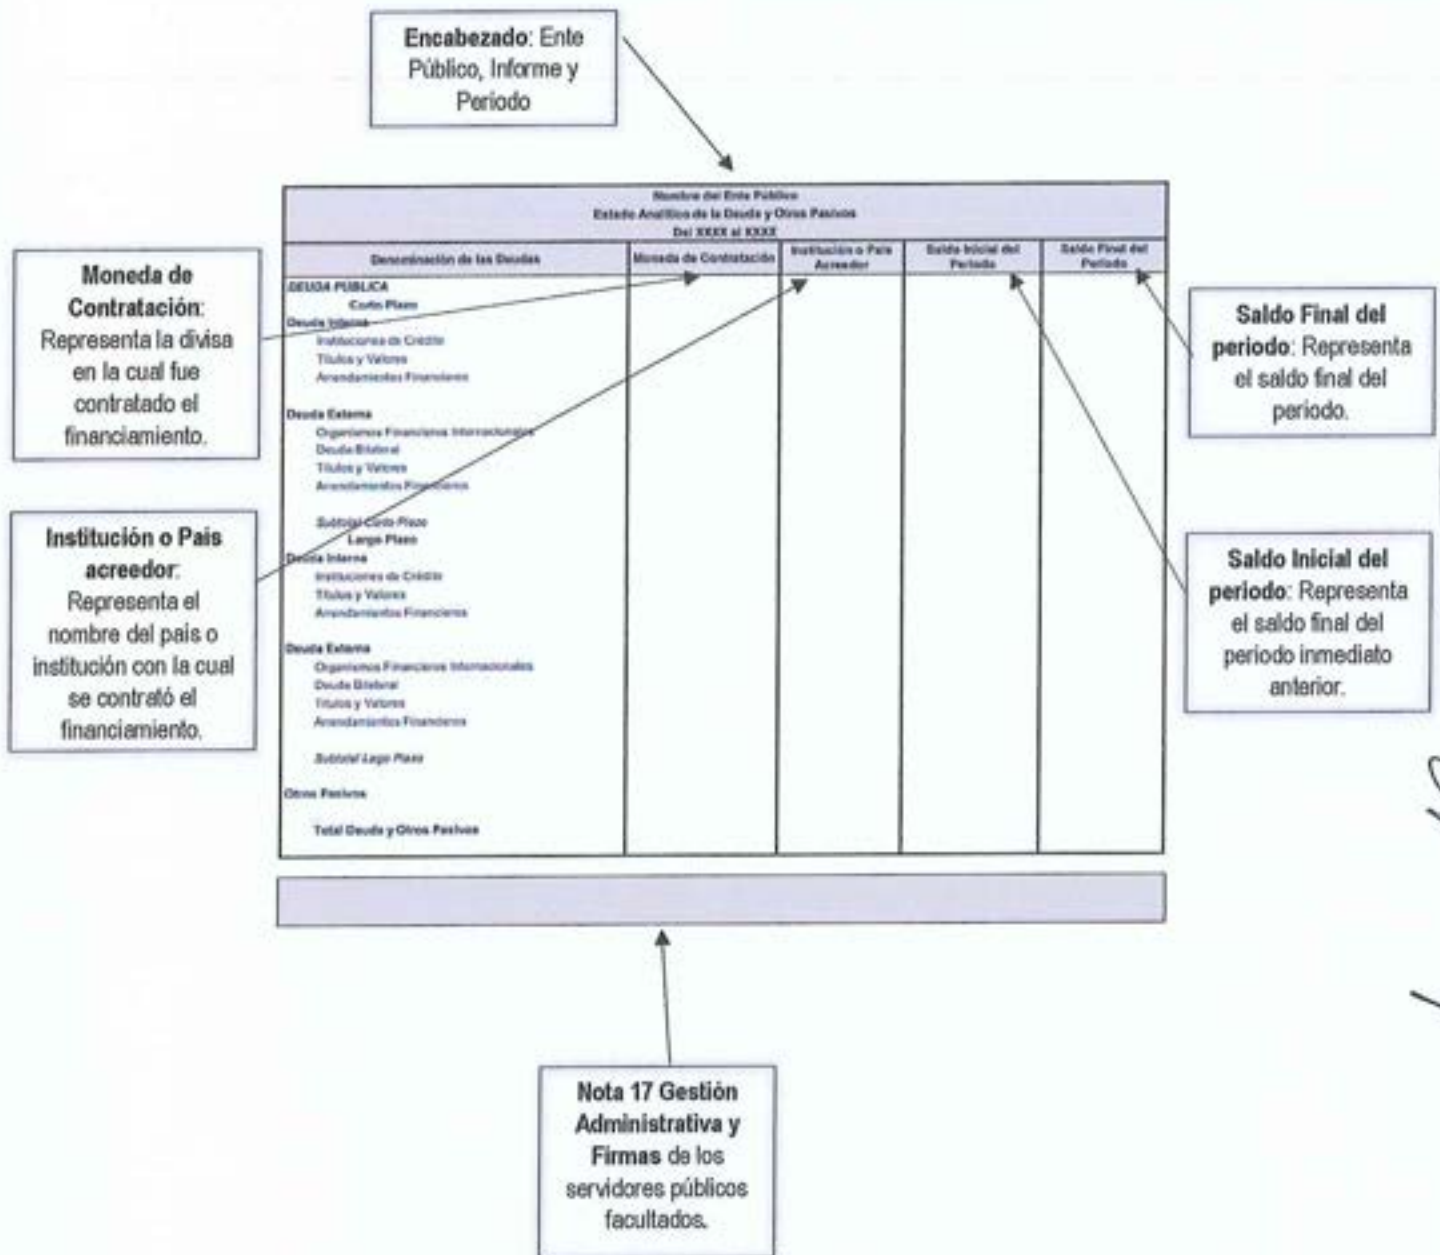 Encabezado: Ente
Público, Informe y
Periodo
Nombre del Ente Público
Estado Analítico de la Deuda y Otros Pasivos
Del XXXX al XXXX
Denominación de las Deudas
Moneda de Contratación
Institución o País
Acreedor
Saldo Inicial del
Periodo
Saldo Final del
Periodo
DEUDA PÚBLICA
Corto Plazo
Deuda Interna
Instituciones de Crédito
Títulos y Valores
Arrendamientos Financieros
Deuda Externa
Organismos Financieros Internacionales
Deuda Bilateral
Títulos y Valores
Arrendamientos Financieros
Subtotal Corto Plazo
Largo Plazo
Deuda Interna
Instituciones de Crédito
Títulos y Valores
Arrendamientos Financieros
Deuda Externa
Organismos Financieros Internacionales
Deuda Bilateral
Títulos y Valores
Arrendamientos Financieros
Subtotal Lago Plazo
Otros Pasivos
Total Deuda y Otros Pasivos
Moneda de
Contratación:
Representa la divisa
en la cual fue
contratado el
financiamiento.
Institución o Pais
acreedor:
Representa el
nombre del país o
institución con la cual
se contrató el
financiamiento.
Saldo Final del
periodo: Representa
el saldo final del
periodo.
Saldo Inicial del
periodo: Representa
el saldo final del
periodo inmediato
anterior.
Nota 17 Gestión
Administrativa y
Firmas de los
servidores públicos
facultados.